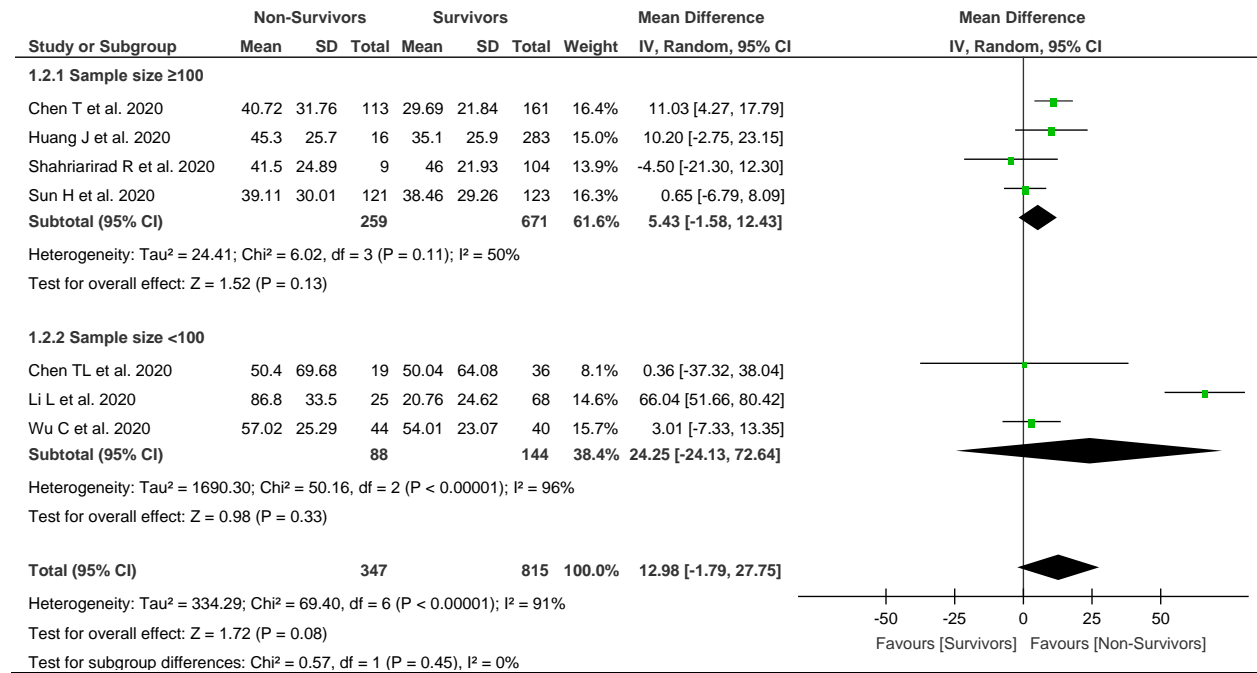 Non-Survivors Survivors Mean Difference Mean Difference
Study or Subgroup Mean SD Total Mean SD Total Weight IV, Random, 95% CI IV, Random, 95% CI
1.2.1 Sample size ≥100
Chen T et al. 2020 40.72 31.76 113 29.69 21.84 161 16.4% 11.03 [4.27, 17.79]
Huang J et al. 2020 45.3 25.7 16 35.1 25.9 283 15.0% 10.20 [-2.75, 23.15]
Shahriarirad R et al. 2020 41.5 24.89 9 46 21.93 104 13.9% -4.50 [-21.30, 12.30]
Sun H et al. 2020 39.11 30.01 121 38.46 29.26 123 16.3% 0.65 [-6.79, 8.09]
Subtotal (95% CI) 259 671 61.6% 5.43 [-1.58, 12.43]
Heterogeneity: Tau² = 24.41; Chi² = 6.02, df = 3 (P = 0.11); I² = 50%
Test for overall effect: Z = 1.52 (P = 0.13)
1.2.2 Sample size <100
Chen TL et al. 2020 50.4 69.68 19 50.04 64.08 36 8.1% 0.36 [-37.32, 38.04]
Li L et al. 2020 86.8 33.5 25 20.76 24.62 68 14.6% 66.04 [51.66, 80.42]
Wu C et al. 2020 57.02 25.29 44 54.01 23.07 40 15.7% 3.01 [-7.33, 13.35]
Subtotal (95% CI) 88 144 38.4% 24.25 [-24.13, 72.64]
Heterogeneity: Tau² = 1690.30; Chi² = 50.16, df = 2 (P < 0.00001); I² = 96%
Test for overall effect: Z = 0.98 (P = 0.33)
Total (95% CI) 347 815 100.0% 12.98 [-1.79, 27.75]
Heterogeneity: Tau² = 334.29; Chi² = 69.40, df = 6 (P < 0.00001); I² = 91%
Test for overall effect: Z = 1.72 (P = 0.08)
Test for subgroup differences: Chi² = 0.57, df = 1 (P = 0.45), I² = 0%
-50 -25 0 25 50
Favours [Survivors] Favours [Non-Survivors]